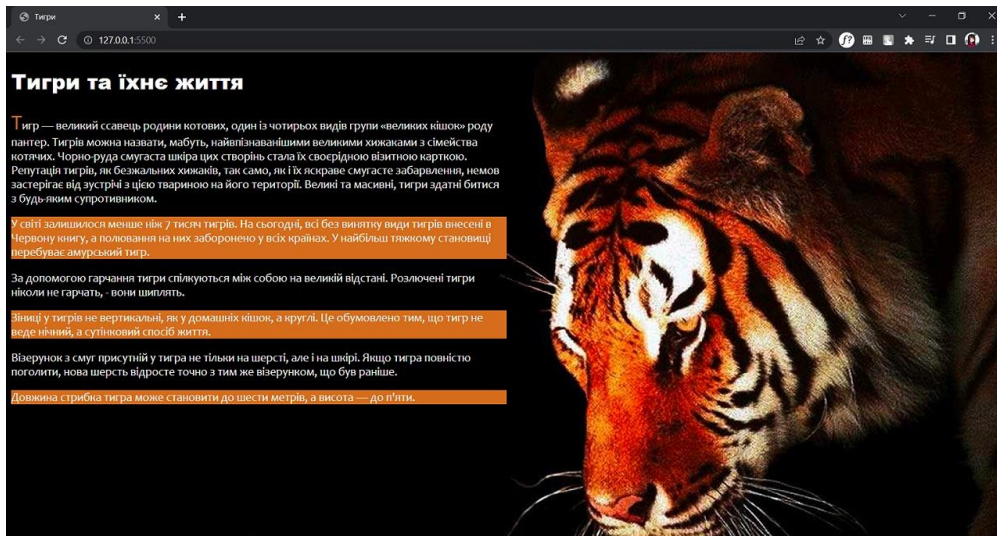 Тигри
127.0.0.1:5500
f?
Тигри та їхнє життя
Тигр — великий ссавець родини котових, один із чотирьох видів групи «великих кішок» роду
пантер. Тигрів можна назвати, мабуть, найвпізнаванішими великими хижаками з сімейства
котячих. Чорно-руда смугаста шкіра цих створінь стала їх своєрідною візитною карткою.
Репутація тигрів, як безжальних хижаків, так само, як і їх яскраве смугасте забарвлення, немов
застерігає від зустрічі з цією твариною на його території. Великі та масивні, тигри здатні битися
з будь-яким супротивником.
У світі залишилося менше ніж 7 тисяч тигрів. На сьогодні, всі без винятку види тигрів внесені в
Червону книгу, а полювання на них заборонено у всіх країнах. У найбільш тяжкому становищі
перебуває амурський тигр.
За допомогою гарчання тигри спілкуються між собою на великій відстані. Розлючені тигри
ніколи не гарчать, - вони шиплять.
Зіниці у тигрів не вертикальні, як у домашніх кішок, а круглі. Це обумовлено тим, що тигр не
веде нічний, а сутінковий спосіб життя.
Візерунок з смуг присутній у тигра не тільки на шерсті, але і на шкірі. Якщо тигра повністю
поголити, нова шерсть відросте точно з тим же візерунком, що був раніше.
Довжина стрибка тигра може становити до шести метрів, а висота — до п'яти.